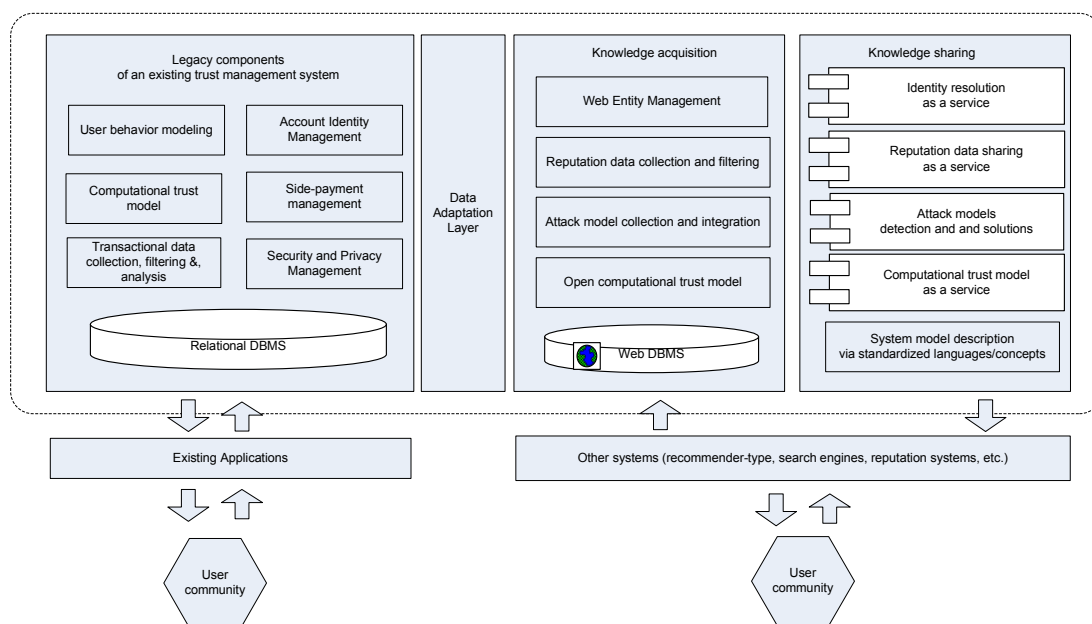 Legacy components
of an existing trust management system
User behavior modeling
Account Identity
Management
Computational trust
model
Side-payment
management
Transactional data
collection, filtering &,
analysis
Security and Privacy
Management
Relational DBMS
Data
Adaptation
Layer
Knowledge acquisition
Web Entity Management
Reputation data collection and filtering
Attack model collection and integration
Open computational trust model
Web DBMS
Knowledge sharing
Identity resolution
as a service
Reputation data sharing
as a service
Attack models
detection and and solutions
Computational trust model
as a service
System model description
via standardized languages/concepts
Existing Applications
Other systems (recommender-type, search engines, reputation systems, etc.)
User
community
User
community